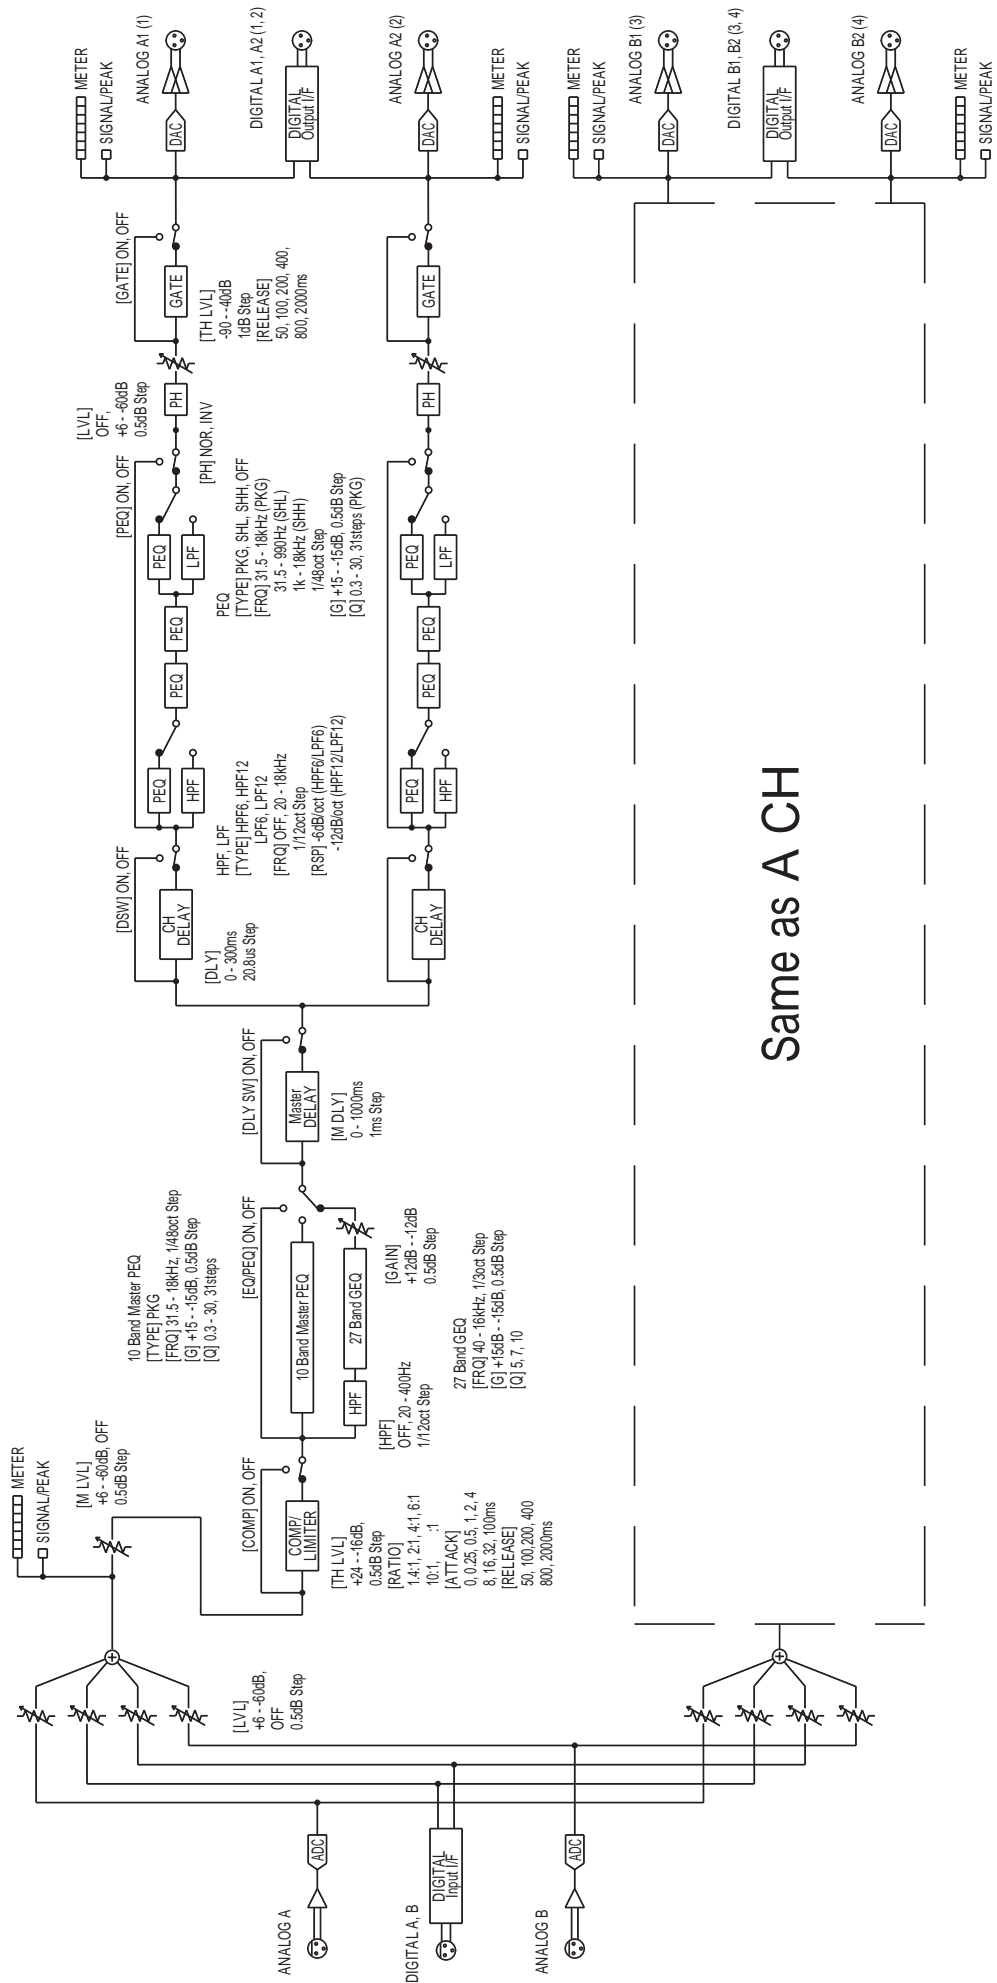 ANALOG A
DIGITAL A, B
ANALOG B
ADC
DIGITAL
Input I/F
ADC
[LVL]
+6 - -60dB,
OFF
0.5dB Step
METER
SIGNAL/PEAK
[M LVL]
+6 - -60dB, OFF
0.5dB Step
[COMP] ON, OFF
COMP/
LIMITER
[TH LVL]
+24 - -16dB,
0.5dB Step
[RATIO]
1.4:1, 2:1, 4:1, 6:1
10:1, :1
[ATTACK]
0, 0.25, 0.5, 1, 2, 4
8, 16, 32, 100ms
[RELEASE]
50, 100,200, 400
800, 2000ms
10 Band Master PEQ
[TYPE] PKG
[FRQ] 31.5 - 18kHz, 1/48oct Step
[G] +15 - -15dB, 0.5dB Step
[Q] 0.3 - 30, 31steps
[EQ/PEQ] ON, OFF
10 Band Master PEQ
HPF
27 Band GEQ
[HPF]
OFF, 20 - 400Hz
1/12oct Step
[GAIN]
+12dB - -12dB
0.5dB Step
27 Band GEQ
[FRQ] 40 - 16kHz, 1/3oct Step
[G] +15dB - -15dB, 0.5dB Step
[Q] 5, 7, 10
[DLY SW] ON, OFF
Master
DELAY
[M DLY]
0 - 1000ms
1ms Step
[DSW] ON, OFF
CH
DELAY
[DLY]
0 - 300ms
20.8us Step
CH
DELAY
[PEQ] ON, OFF
PEQ
HPF
PEQ
PEQ
PEQ
LPF
HPF, LPF
[TYPE] HPF6, HPF12
LPF6, LPF12
[FRQ] OFF, 20 - 18kHz
1/12oct Step
[RSP] -6dB/oct (HPF6/LPF6)
-12dB/oct (HPF12/LPF12)
PEQ
[TYPE] PKG, SHL, SHH, OFF
[FRQ] 31.5 - 18kHz (PKG)
31.5 - 990Hz (SHL)
1k - 18kHz (SHH)
1/48oct Step
[G] +15 - -15dB, 0.5dB Step
[Q] 0.3 - 30, 31steps (PKG)
PEQ
HPF
PEQ
PEQ
PEQ
LPF
[LVL]
OFF,
+6 - -60dB
0.5dB Step
PH
[PH] NOR, INV
PH
[GATE] ON, OFF
GATE
[TH LVL]
-90 - -40dB
1dB Step
[RELEASE]
50, 100, 200, 400,
800, 2000ms
GATE
METER
SIGNAL/PEAK
DAC
ANALOG A1 (1)
DIGITAL
Output I/F
DIGITAL A1, A2 (1, 2)
DAC
ANALOG A2 (2)
METER
SIGNAL/PEAK
METER
SIGNAL/PEAK
DAC
ANALOG B1 (3)
DIGITAL
Output I/F
DIGITAL B1, B2 (3, 4)
DAC
ANALOG B2 (4)
METER
SIGNAL/PEAK
Same as A CH